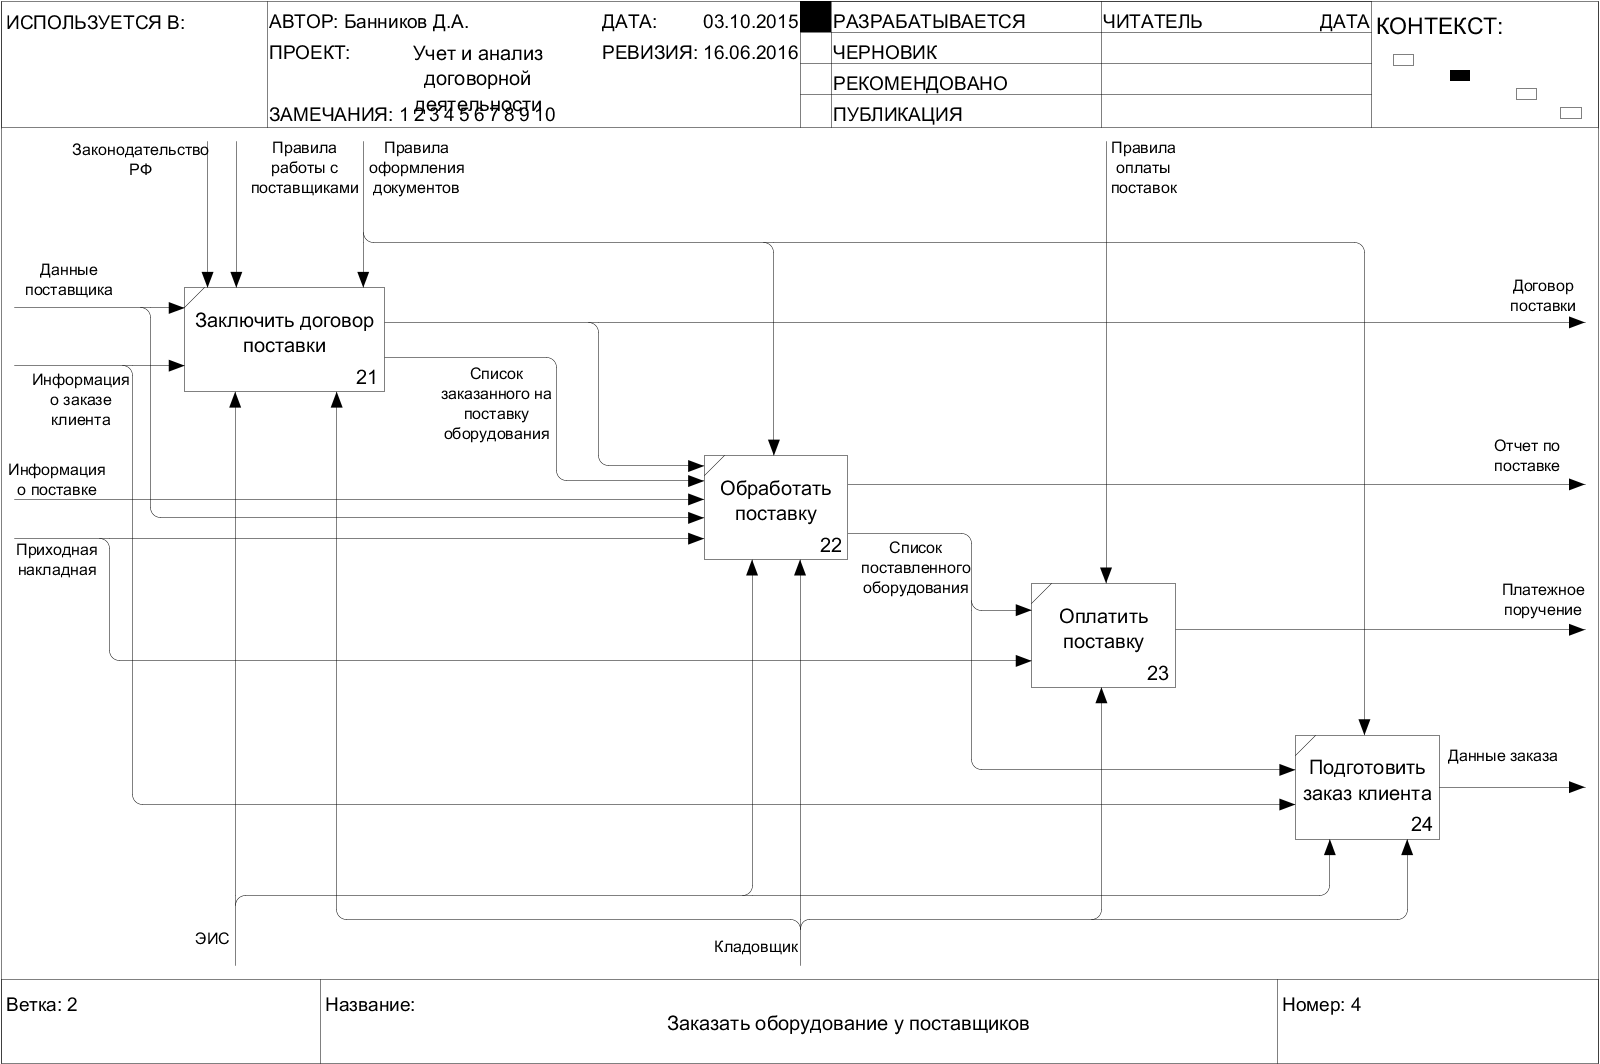 ИСПОЛЬЗУЕТСЯ В:
АВТОР: Банников Д.А.
ДАТА: 03.10.2015
ПРОЕКТ: Учет и анализ
договорной
деятельности
РЕВИЗИЯ: 16.06.2016
ЗАМЕЧАНИЯ: 1 2 3 4 5 6 7 8 9 10
РАЗРАБАТЫВАЕТСЯ
ЧЕРНОВИК
РЕКОМЕНДОВАНО
ПУБЛИКАЦИЯ
ЧИТАТЕЛЬ ДАТА
КОНТЕКСТ:
Законодательство
РФ
Правила
работы с
поставщиками
Правила
оформления
документов
Правила
оплаты
поставок
Данные
поставщика
Заключить договор
поставки
21
Договор
поставки
Информация
о заказе
клиента
Список
заказанного на
поставку
оборудования
Информация
о поставке
Обработать
поставку
22
Отчет по
поставке
Приходная
накладная
Список
поставленного
оборудования
Оплатить
поставку
23
Платежное
поручение
Подготовить
заказ клиента
24
Данные заказа
ЭИС
Кладовщик
Ветка: 2
Название:
Заказать оборудование у поставщиков
Номер: 4